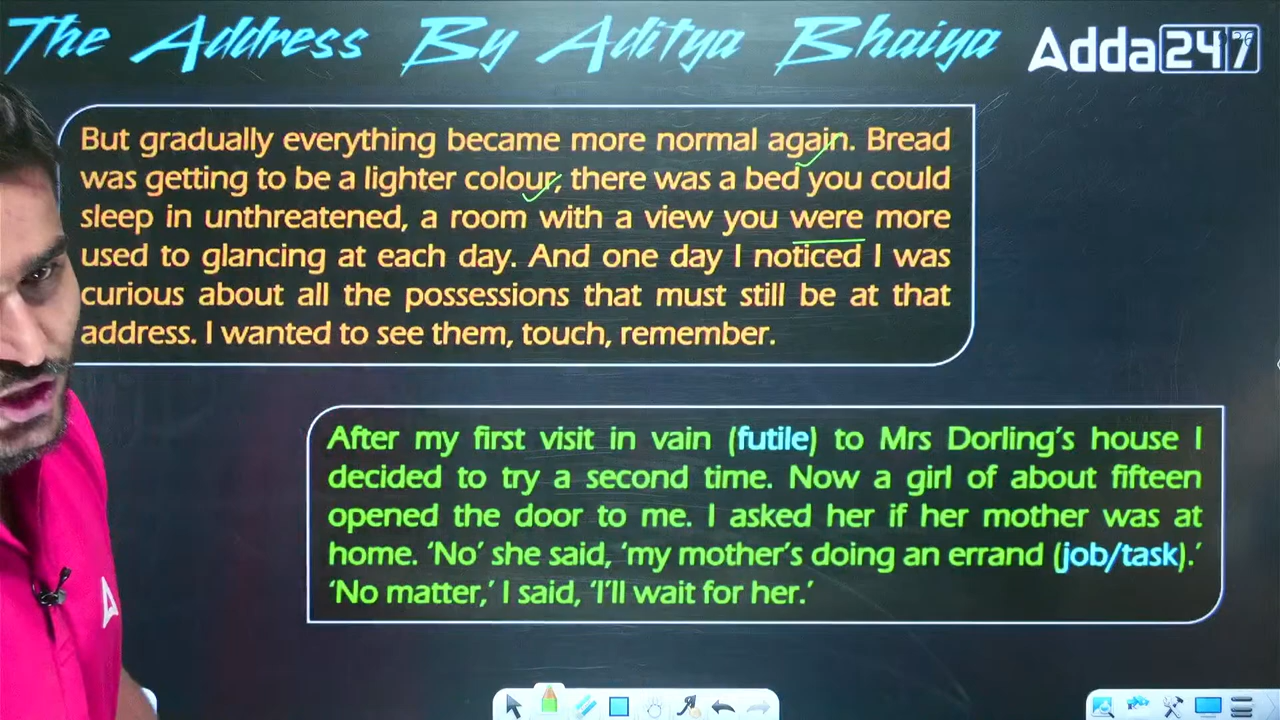 The Address By Aditya Bhaiya
Adda 247
But gradually everything became more normal again. Bread
was getting to be a lighter colour, there was a bed you could
sleep in unthreatened, a room with a view you were more
used to glancing at each day. And one day I noticed I was
curious about all the possessions that must still be at that
address. I wanted to see them, touch, remember.
After my first visit in vain (futile) to Mrs Dorling's house I
decided to try a second time. Now a girl of about fifteen
opened the door to me. I asked her if her mother was at
home. ‘No’ she said, ‘my mother's doing an errand (job/task).’
‘No matter,’ I said, ‘I'll wait for her.’